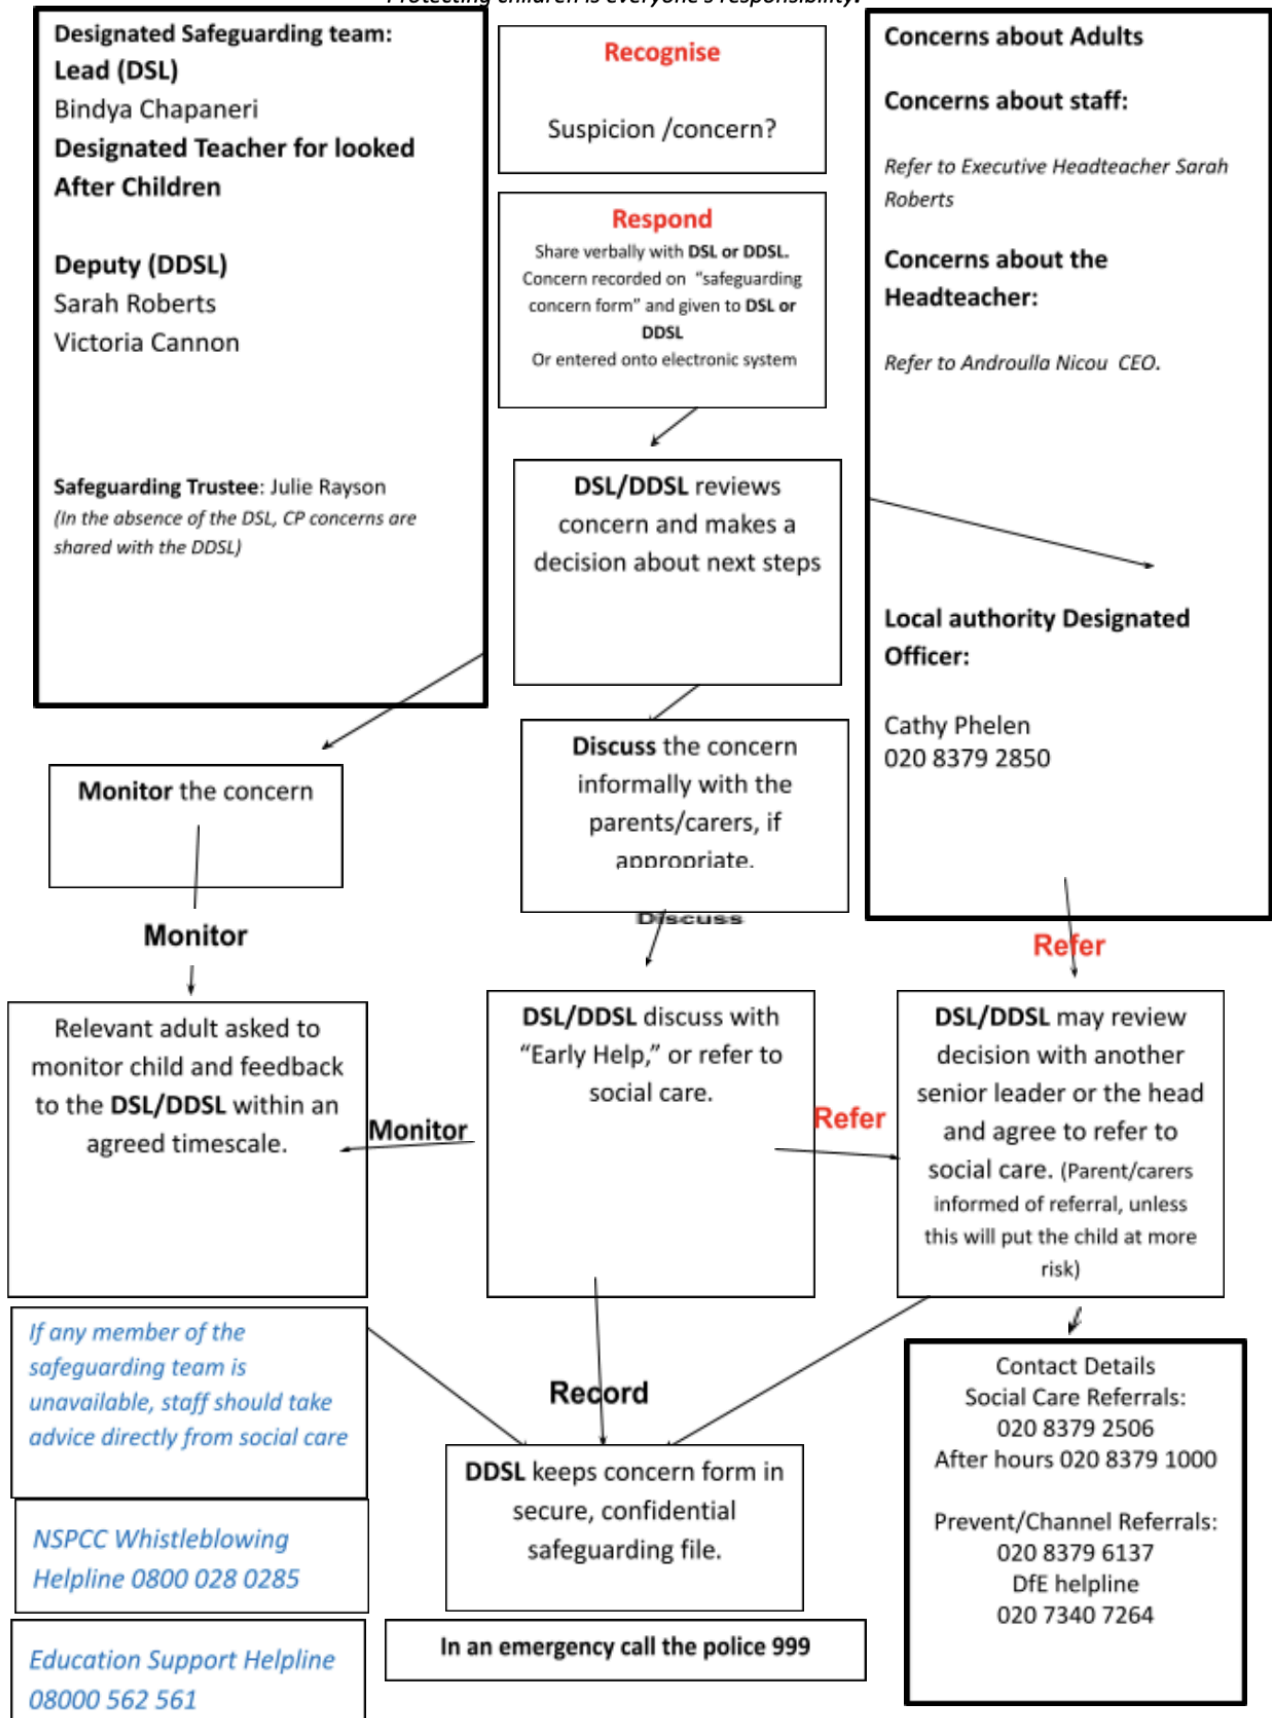 Protecting children is everyone's responsibility.
Designated Safeguarding team:
Lead (DSL)
Bindya Chapaneri
Designated Teacher for looked
After Children
Deputy (DDSL)
Sarah Roberts
Victoria Cannon
Safeguarding Trustee: Julie Rayson
(In the absence of the DSL, CP concerns are
shared with the DDSL)
Recognise
Suspicion /concern?
Respond
Share verbally with DSL or DDSL.
Concern recorded on "safeguarding
concern form" and given to DSL or
DDSL
Or entered onto electronic system
Concerns about Adults
Concerns about staff:
Refer to Executive Headteacher Sarah
Roberts
Concerns about the
Headteacher:
Refer to Androulla Nicou CEO.
Local authority Designated
Officer:
Cathy Phelen
020 8379 2850
DSL/DDSL reviews
concern and makes a
decision about next steps
Monitor the concern
Discuss the concern
informally with the
parents/carers, if
appropriate.
Monitor
Discuss
Refer
Relevant adult asked to
monitor child and feedback
to the DSL/DDSL within an
agreed timescale.
Monitor
DSL/DDSL discuss with
"Early Help," or refer to
social care.
Refer
DSL/DDSL may review
decision with another
senior leader or the head
and agree to refer to
social care. (Parent/carers
informed of referral, unless
this will put the child at more
risk)
If any member of the
safeguarding team is
unavailable, staff should take
advice directly from social care
Record
DDSL keeps concern form in
secure, confidential
safeguarding file.
Contact Details
Social Care Referrals:
020 8379 2506
After hours 020 8379 1000
Prevent/Channel Referrals:
020 8379 6137
DfE helpline
020 7340 7264
NSPCC Whistleblowing
Helpline 0800 028 0285
In an emergency call the police 999
Education Support Helpline
08000 562 561